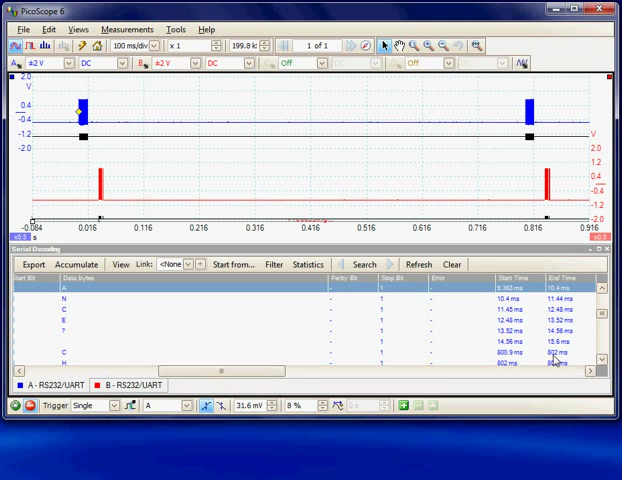 PicoScope 6
File Edit Views Measurements Tools Help
100 ms/div x 1 199.8 k 1 of 1
A ±2 V DC B ±2 V DC C Off Off
2.0
V
0.4
-0.4
-1.2
-2.0
V
2.0
1.2
0.4
-0.4
-1.2
-2.0
-0.084 0.016 0.116 0.216 0.316 0.416 0.516 0.616 0.716 0.816 0.916
x0.5 s x0.5
Serial Decoding
Export Accumulate View Link: <None Start from... Filter Statistics Search Refresh Clear
Start Bit Data bytes Parity Bit Stop Bit Error Start Time End Time
A - 1 - 9.363 ms 10.4 ms
N - 1 - 10.4 ms 11.44 ms
C - 1 - 11.45 ms 12.48 ms
E - 1 - 12.48 ms 13.52 ms
? - 1 - 13.52 ms 14.56 ms
- 1 - 14.56 ms 15.6 ms
C - 1 - 800.9 ms 802 ms
H - 1 - 802 ms
A - RS232/UART B - RS232/UART
Trigger Single A 31.6 mV 8 % 0 s